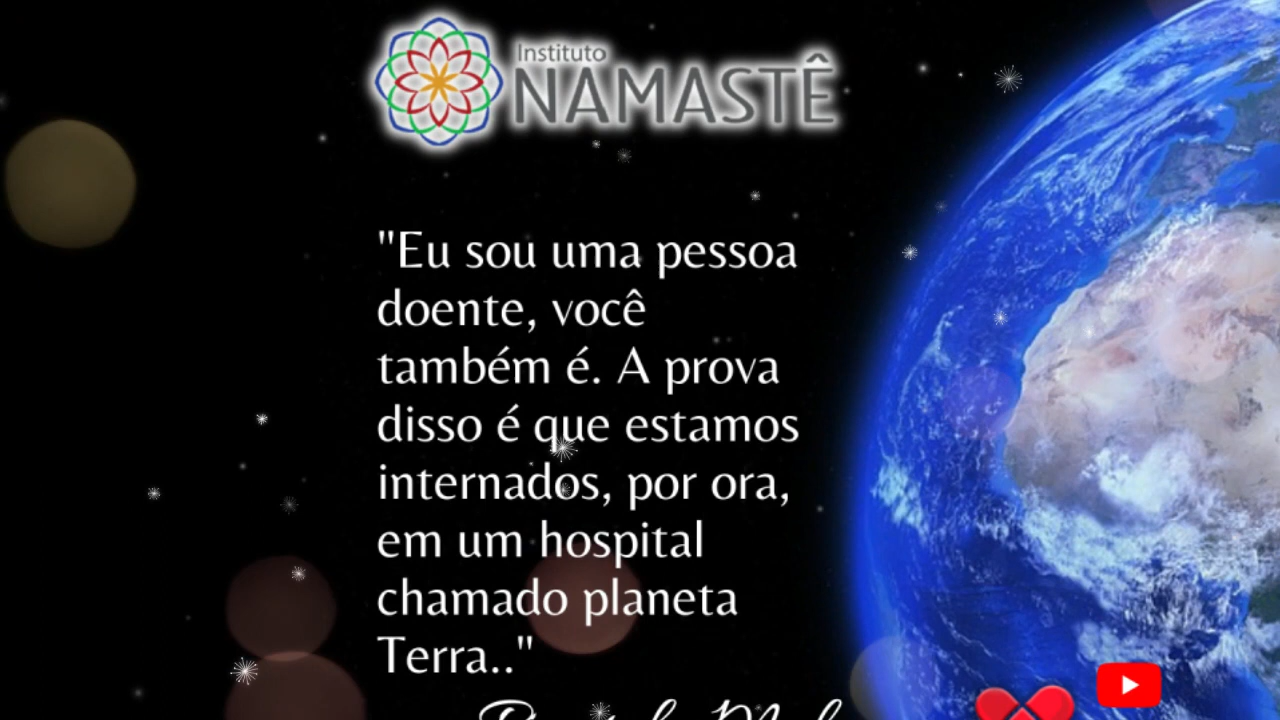 Instituto
NAMASTÊ
"Eu sou uma pessoa
doente, você
também é. A prova
disso é que estamos
internados, por ora,
em um hospital
chamado planeta
Terra.."